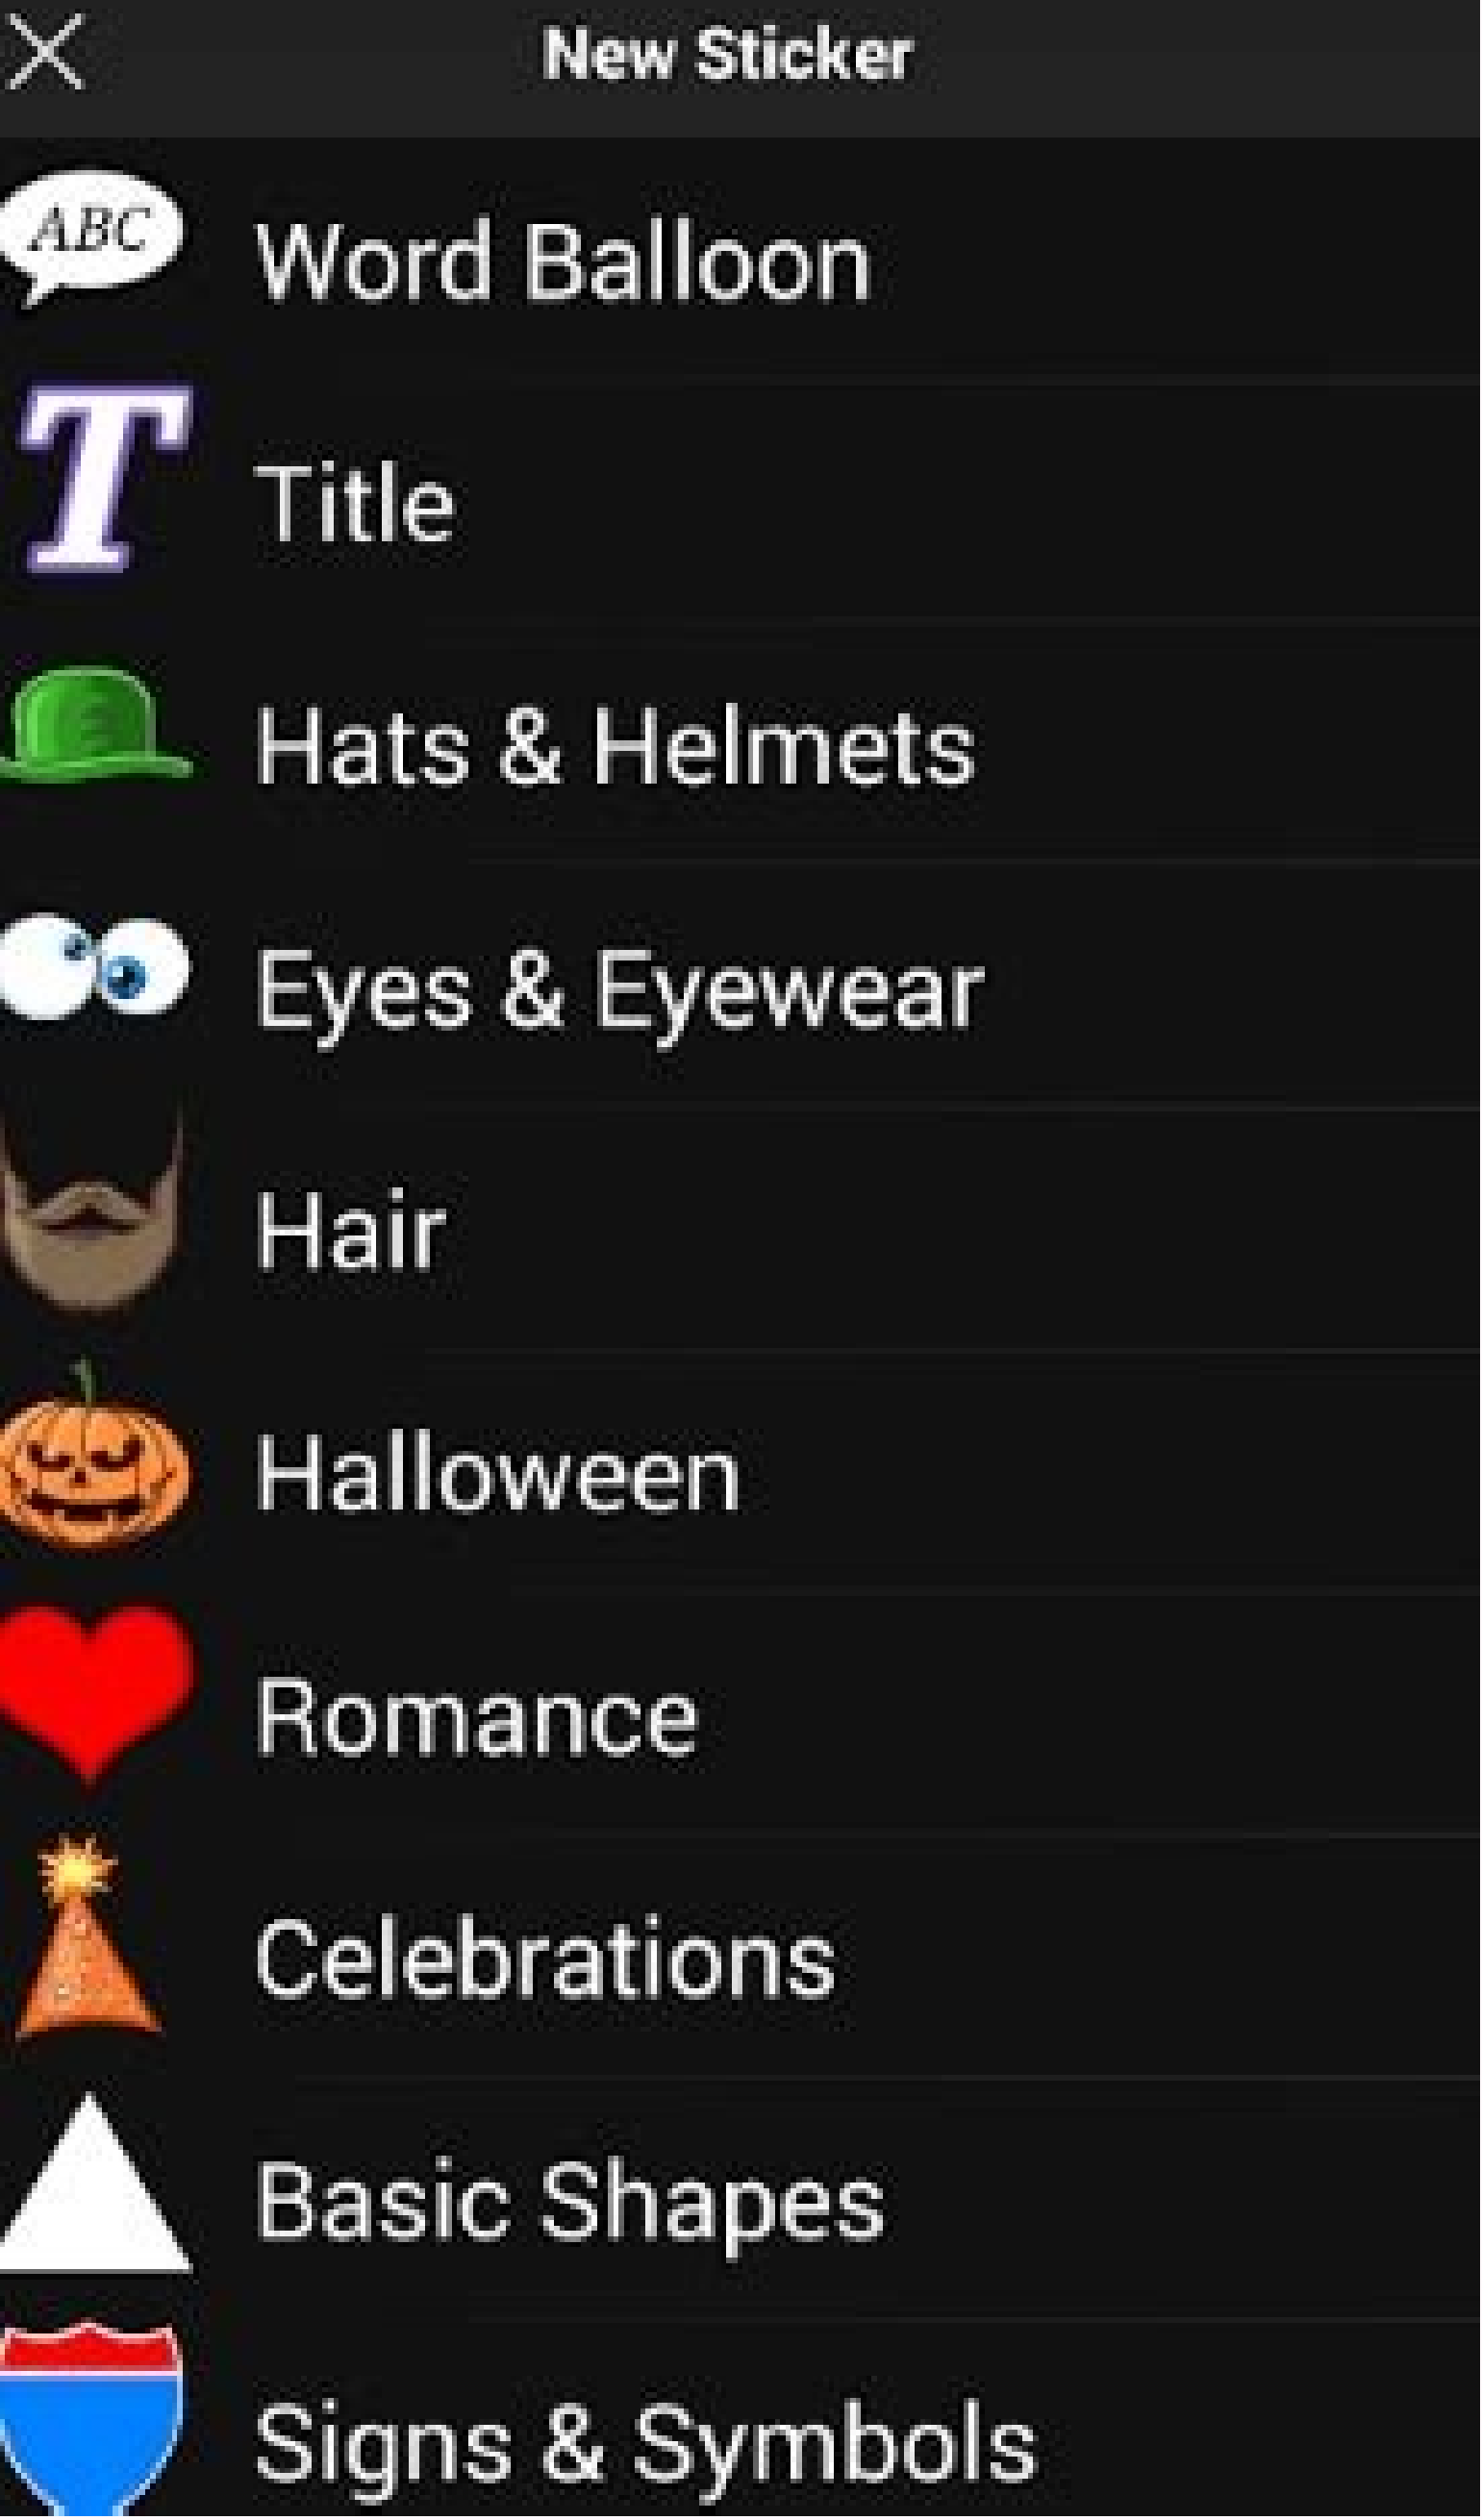 New Sticker
ABC
Word Balloon
T
Title
Hats & Helmets
Eyes & Eyewear
Hair
Halloween
Romance
Celebrations
Basic Shapes
Signs & Symbols